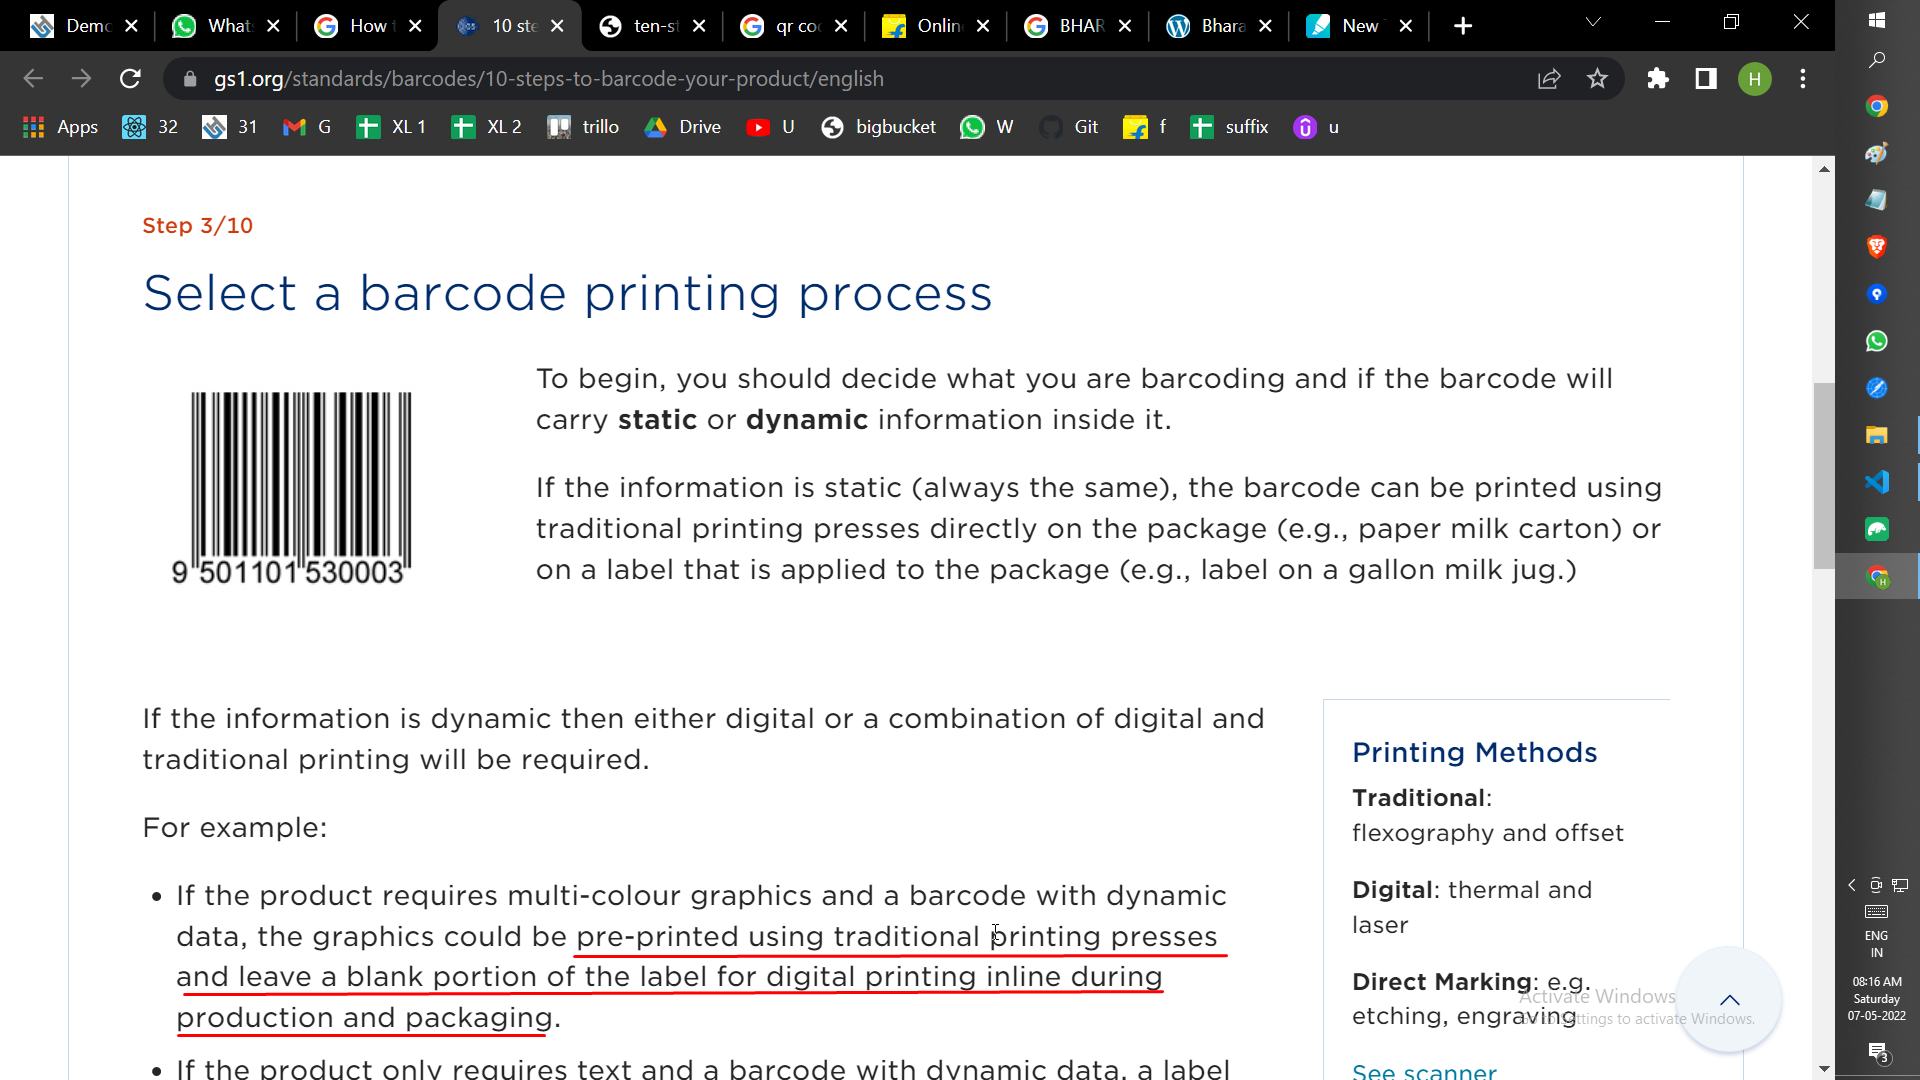 Demo
Whats
How t
10 ste
ten-st
qr co
Onlin
BHAR
Bhara
New
gs1.org/standards/barcodes/10-steps-to-barcode-your-product/english
H
Apps
32
31
G
XL 1
XL 2
trillo
Drive
U
bigbucket
W
Git
f
suffix
u
Step 3/10
Select a barcode printing process
9 501101 530003
To begin, you should decide what you are barcoding and if the barcode will
carry static or dynamic information inside it.
If the information is static (always the same), the barcode can be printed using
traditional printing presses directly on the package (e.g., paper milk carton) or
on a label that is applied to the package (e.g., label on a gallon milk jug.)
If the information is dynamic then either digital or a combination of digital and
traditional printing will be required.
For example:
• If the product requires multi-colour graphics and a barcode with dynamic
data, the graphics could be pre-printed using traditional printing presses
and leave a blank portion of the label for digital printing inline during
production and packaging.
• If the product only requires text and a barcode with dynamic data, a label
Printing Methods
Traditional:
flexography and offset
Digital: thermal and
laser
Direct Marking: e.g.
etching, engraving
See scanner
Activate Windows
Go to Settings to activate Windows.
ENG
IN
08:16 AM
Saturday
07-05-2022
3